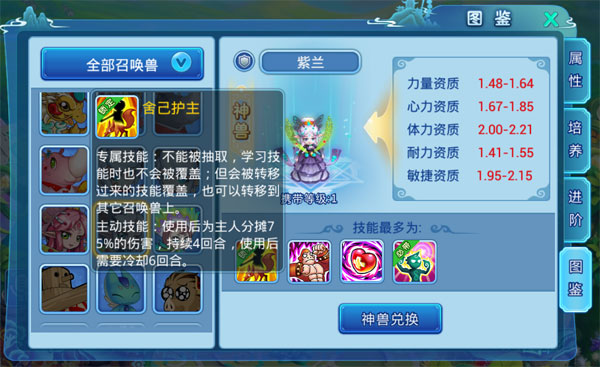 图鉴
全部召唤兽
紫兰
神兽
舍己护主
专属技能：不能被抽取，学习技
能时也不会被覆盖；但会被转移
过来的技能覆盖，也可以转移到
其它召唤兽上。
主动技能：使用后为主人分摊7
5%的伤害，持续4回合，使用后
需要冷却6回合。
携带等级:1
力量资质 1.48-1.64
心力资质 1.67-1.85
体力资质 2.00-2.21
耐力资质 1.41-1.55
敏捷资质 1.95-2.15
技能最多为:
神兽兑换
属性
培养
进阶
图鉴